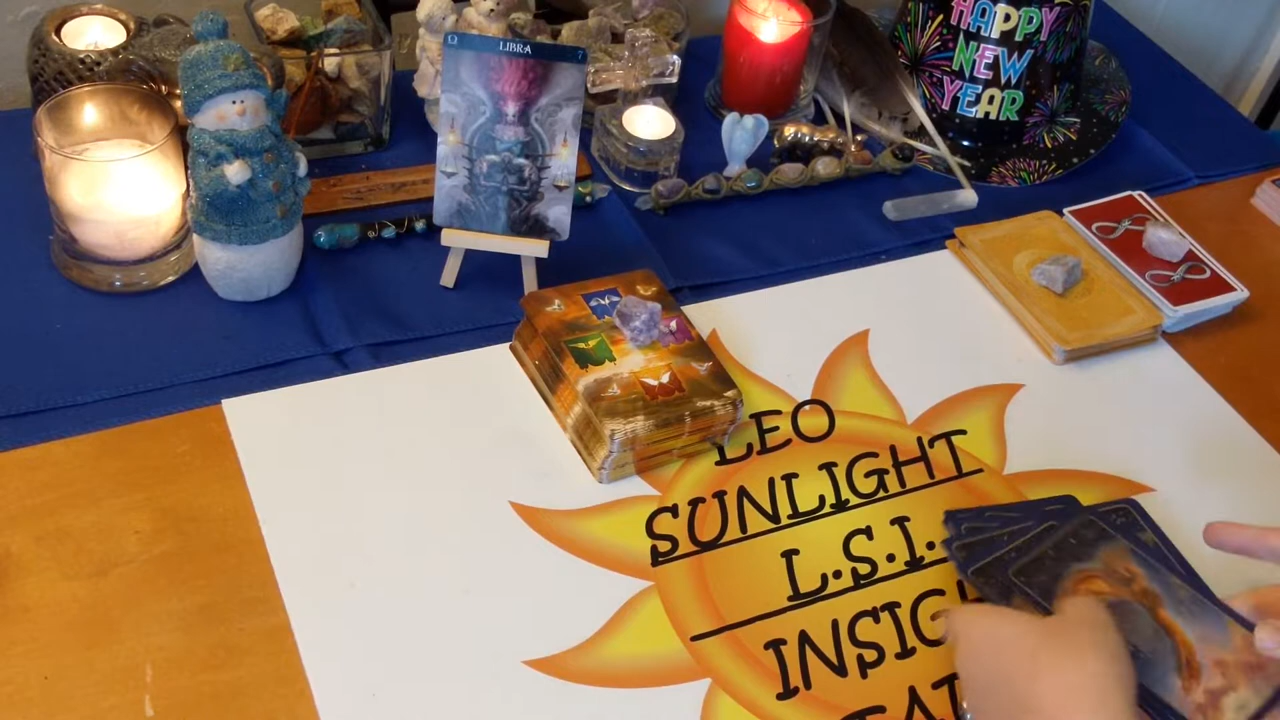 LIBRA
HAPPY
NEW
YEAR
LEO
SUNLIGHT
L.S.I.